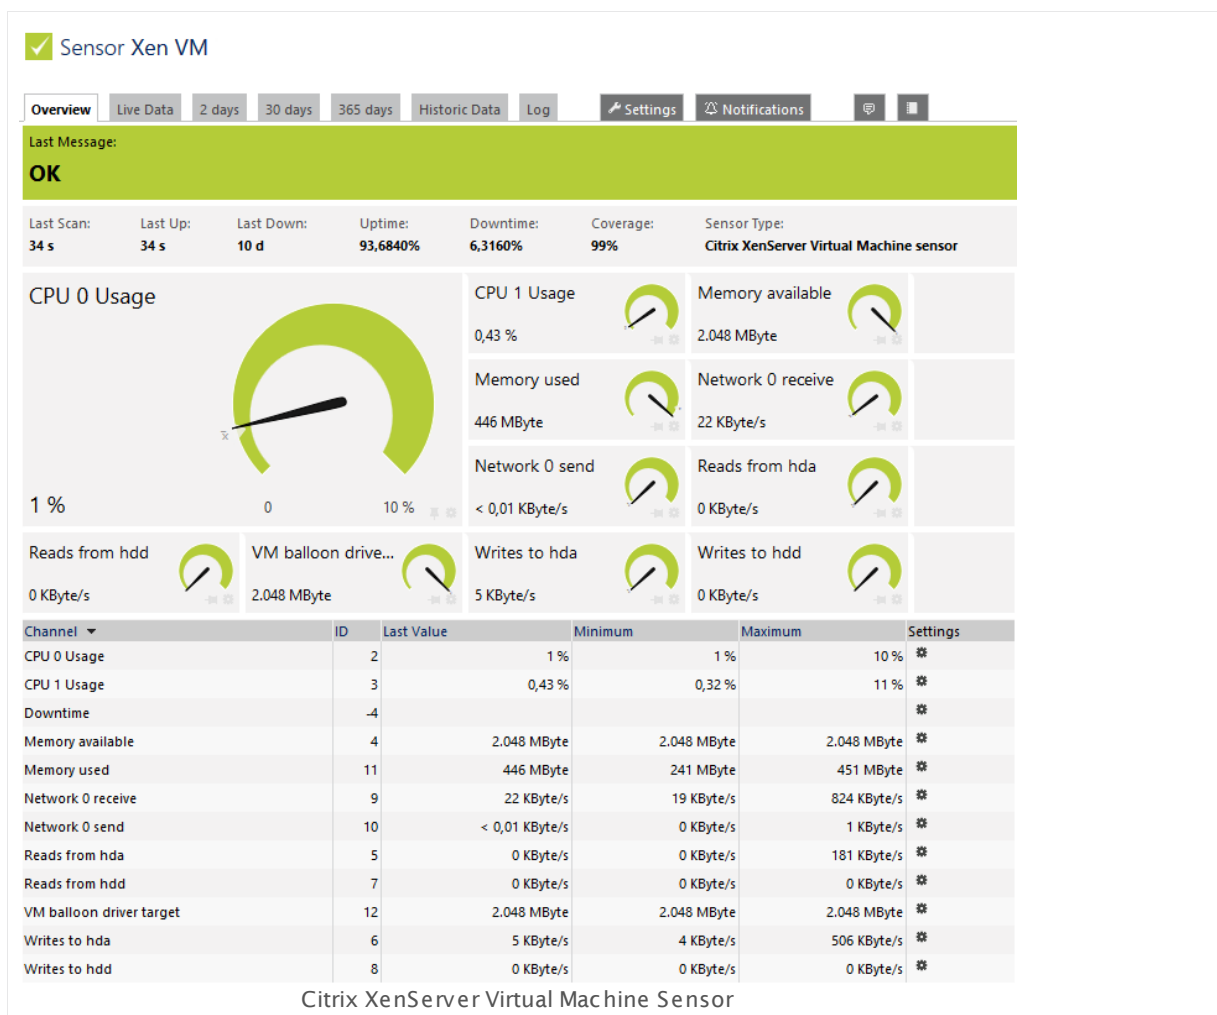 Sensor Xen VM
Overview Live Data 2 days 30 days 365 days Historic Data Log Settings Notifications
Last Message:
OK
Last Scan: Last Up: Last Down: Uptime: Downtime: Coverage: Sensor Type:
34 s 34 s 10 d 93,6840% 6,3160% 99% Citrix XenServer Virtual Machine sensor
CPU 0 Usage
1 %
0 10 %
CPU 1 Usage
0,43 %
Memory available
2.048 MByte
Memory used
446 MByte
Network 0 receive
22 KByte/s
Network 0 send
< 0,01 KByte/s
Reads from hda
0 KByte/s
Reads from hdd
0 KByte/s
VM balloon drive...
2.048 MByte
Writes to hda
5 KByte/s
Writes to hdd
0 KByte/s
Channel ID Last Value Minimum Maximum Settings
CPU 0 Usage 2 1 % 1 % 10 %
CPU 1 Usage 3 0,43 % 0,32 % 11 %
Downtime -4
Memory available 4 2.048 MByte 2.048 MByte 2.048 MByte
Memory used 11 446 MByte 241 MByte 451 MByte
Network 0 receive 9 22 KByte/s 19 KByte/s 824 KByte/s
Network 0 send 10 < 0,01 KByte/s 0 KByte/s 1 KByte/s
Reads from hda 5 0 KByte/s 0 KByte/s 181 KByte/s
Reads from hdd 7 0 KByte/s 0 KByte/s 0 KByte/s
VM balloon driver target 12 2.048 MByte 2.048 MByte 2.048 MByte
Writes to hda 6 5 KByte/s 4 KByte/s 506 KByte/s
Writes to hdd 8 0 KByte/s 0 KByte/s 0 KByte/s
Citrix XenServer Virtual Machine Sensor